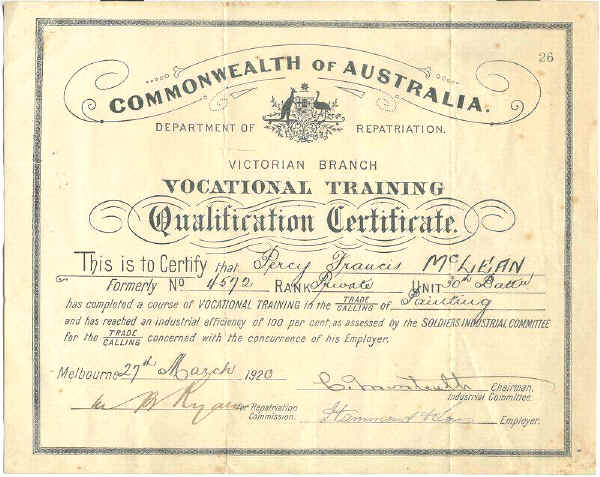 26
COMMONWEALTH OF AUSTRALIA.
DEPARTMENT OF REPATRIATION.
VICTORIAN BRANCH
VOCATIONAL TRAINING
Qualification Certificate.
This is to Certify that Percy Francis McLEAN
Formerly No 4572 RANK Private UNIT 30th Battn
has completed a course of VOCATIONAL TRAINING in the TRADE CALLING of Painting
and has reached an industrial efficiency of 100 per cent, as assessed by the SOLDIERS INDUSTRIAL COMMITTEE
for the TRADE CALLING concerned with the concurrence of his Employer.
Melbourne 27th March 1920
C. Monteath Chairman,
Industrial Committee.
Ryan for Repatriation
Commission.
Hammond & Employer.